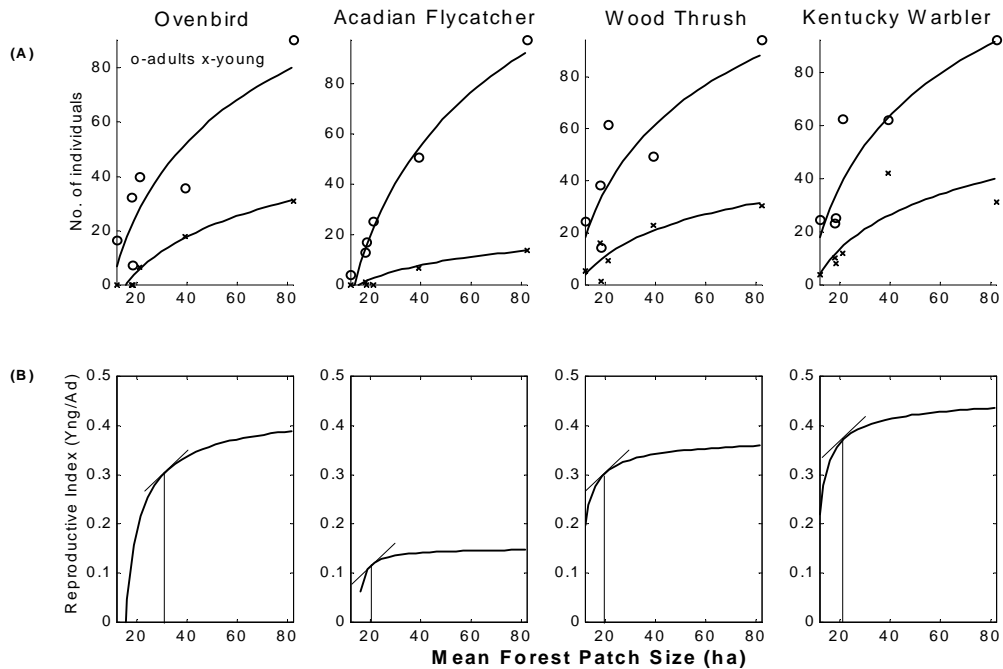 Ovenbird Acadian Flycatcher Wood Thrush Kentucky Warbler
(A)
o-adults x-young
No. of individuals
80
60
40
20
0
20 40 60 80
80
60
40
20
0
20 40 60 80
80
60
40
20
0
20 40 60 80
80
60
40
20
0
20 40 60 80
(B)
Reproductive Index (Yng/Ad)
0.5
0.4
0.3
0.2
0.1
0
20 40 60 80
0.5
0.4
0.3
0.2
0.1
0
20 40 60 80
0.5
0.4
0.3
0.2
0.1
0
20 40 60 80
0.5
0.4
0.3
0.2
0.1
0
20 40 60 80
Mean Forest Patch Size (ha)